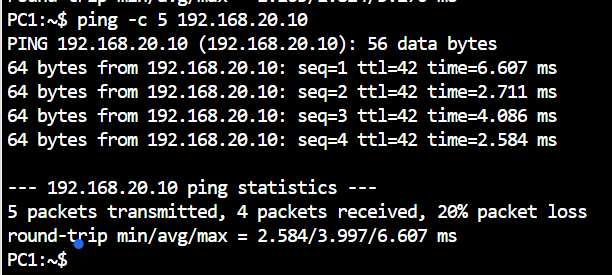 PC1:~$ ping -c 5 192.168.20.10
PING 192.168.20.10 (192.168.20.10): 56 data bytes
64 bytes from 192.168.20.10: seq=1 ttl=42 time=6.607 ms
64 bytes from 192.168.20.10: seq=2 ttl=42 time=2.711 ms
64 bytes from 192.168.20.10: seq=3 ttl=42 time=4.086 ms
64 bytes from 192.168.20.10: seq=4 ttl=42 time=2.584 ms
--- 192.168.20.10 ping statistics ---
5 packets transmitted, 4 packets received, 20% packet loss
round-trip min/avg/max = 2.584/3.997/6.607 ms
PC1:~$